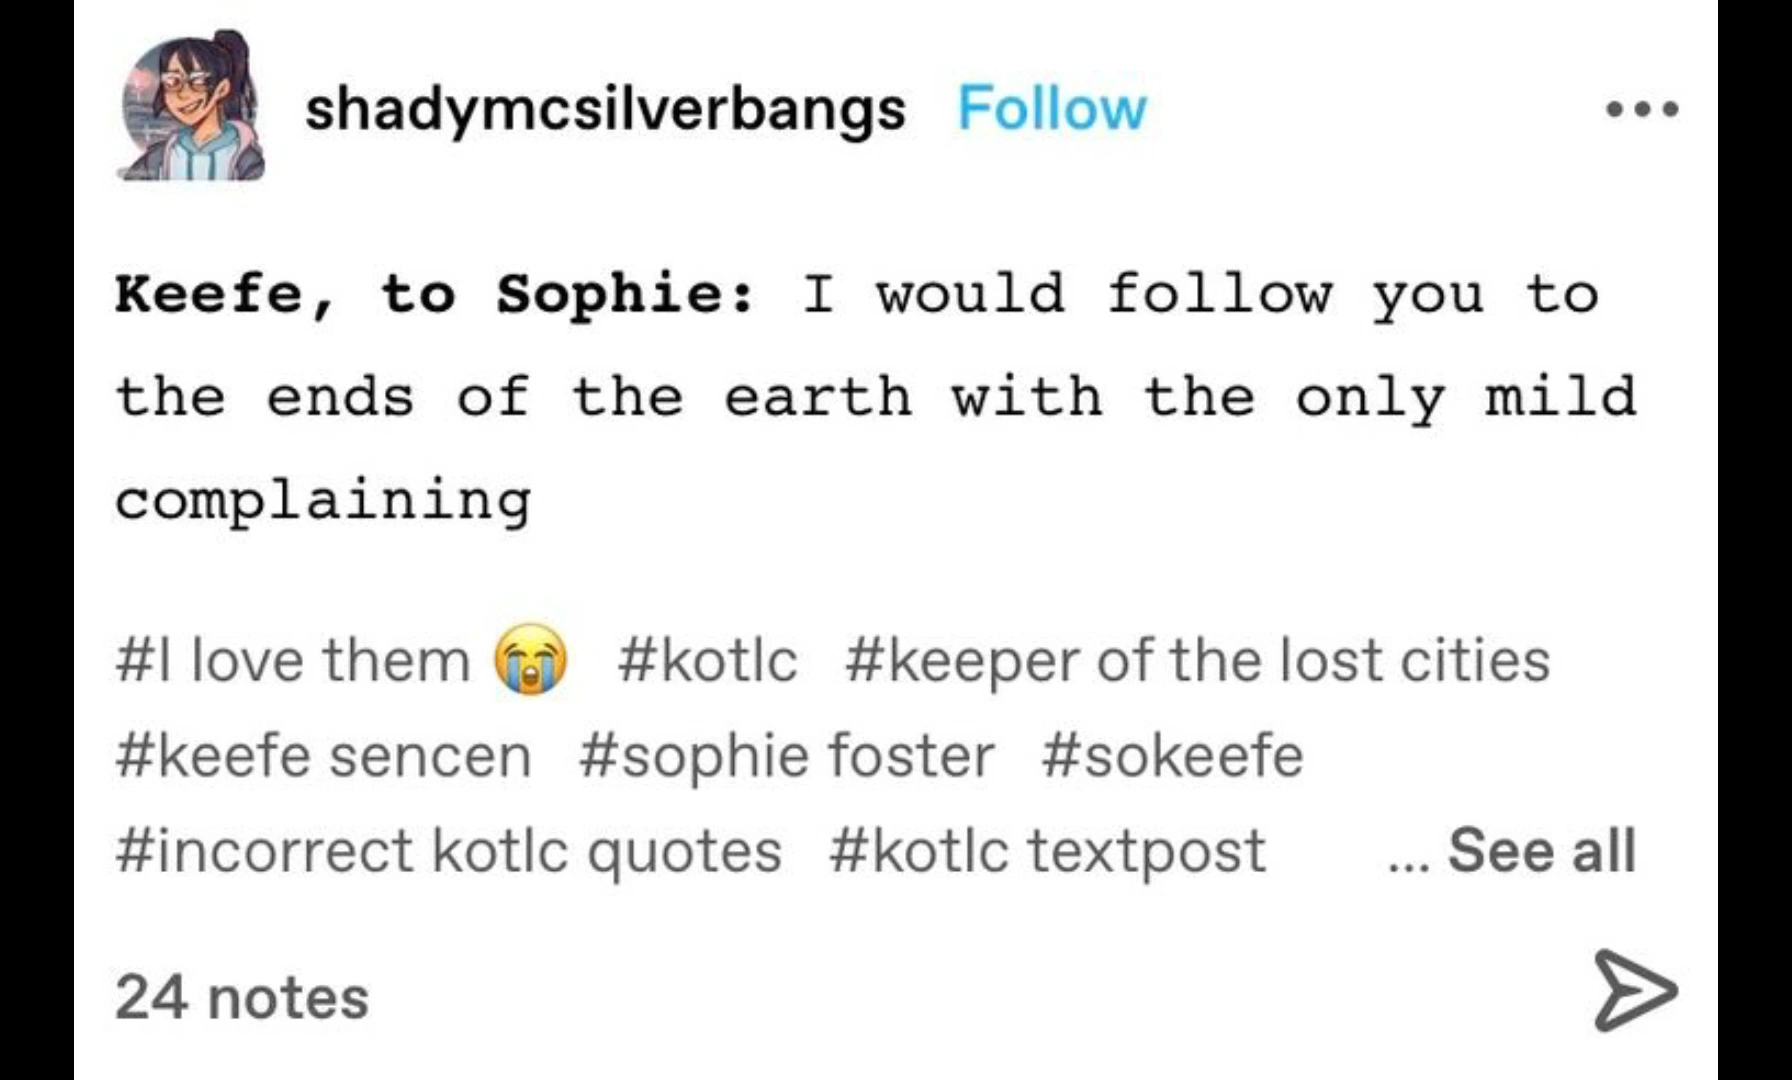 shadymcsilverbangs Follow
Keefe, to Sophie: I would follow you to
the ends of the earth with the only mild
complaining
#I love them 😭 #kotlc #keeper of the lost cities
#keefe sencen #sophie foster #sokeefe
#incorrect kotlc quotes #kotlc textpost ... See all
24 notes